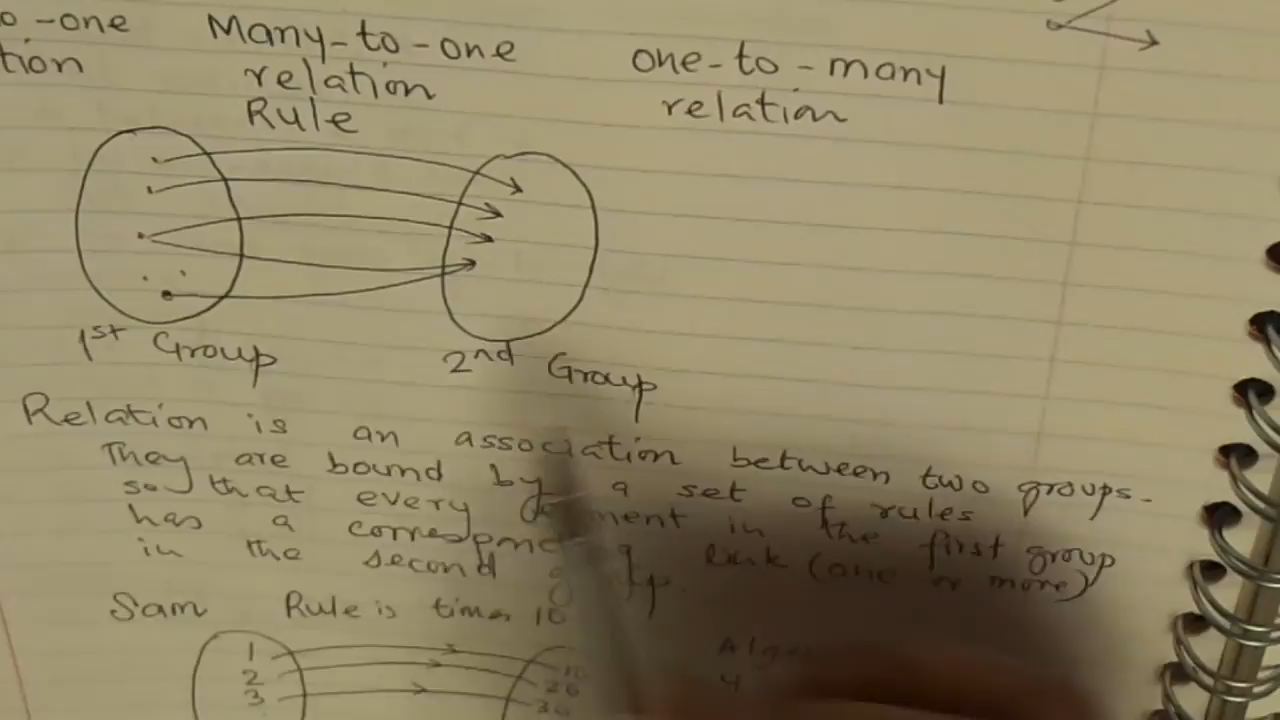 o-one Many-to-one one-to-many
tion relation relation
Rule
1st Group 2nd Group
Relation is an association between two groups.
They are bound by a set of rules
so that every in the first group
has a link (one or more)
in the second
Sam Rule is times 10
1
2
3
10
20
30
4